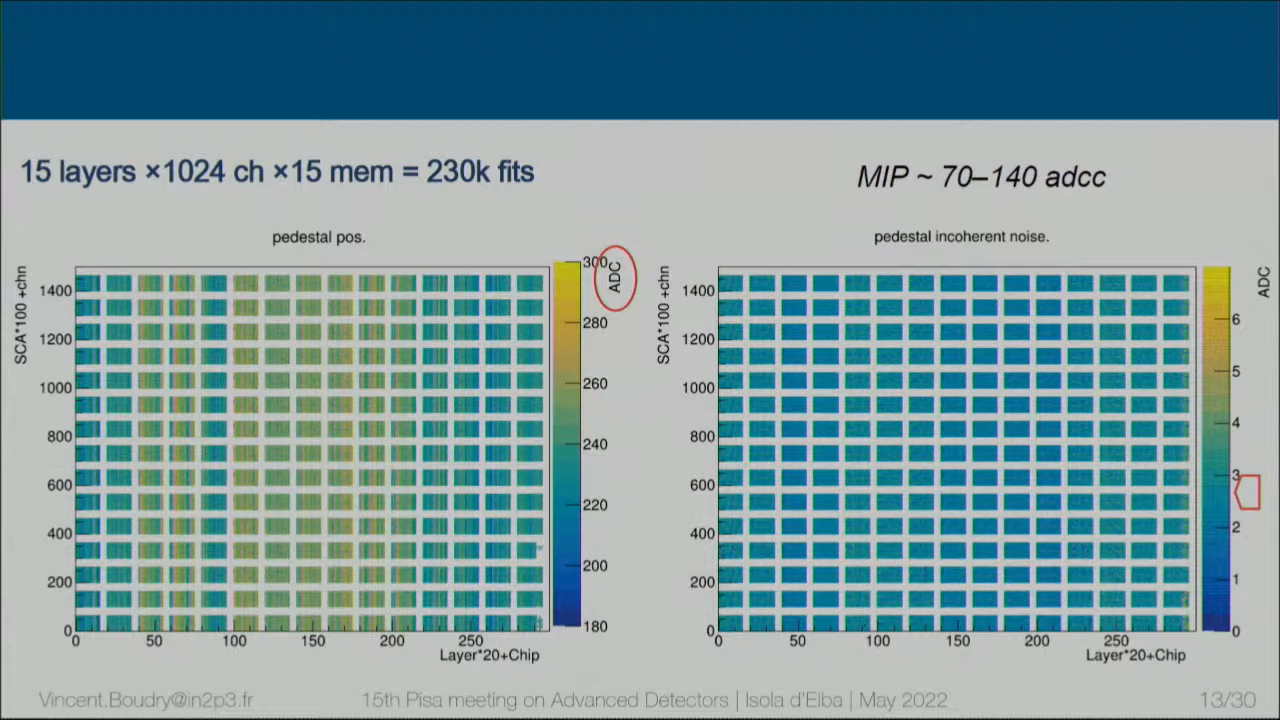 15 layers ×1024 ch ×15 mem = 230k fits
MIP ~ 70–140 adcc
pedestal pos.
SCA*100 +chn
1400
1200
1000
800
600
400
200
0
0 50 100 150 200 250
Layer*20+Chip
300
280
260
240
220
200
180
ADC
pedestal incoherent noise.
SCA*100 +chn
1400
1200
1000
800
600
400
200
0
0 50 100 150 200 250
Layer*20+Chip
6
5
4
3
2
1
0
ADC
Vincent.Boudry@in2p3.fr
15th Pisa meeting on Advanced Detectors | Isola d'Elba | May 2022
13/30